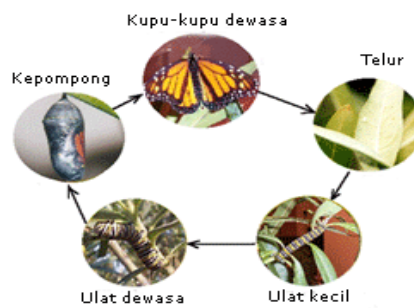 Kupu-kupu dewasa
Telur
Kepompong
Ulat dewasa
Ulat kecil